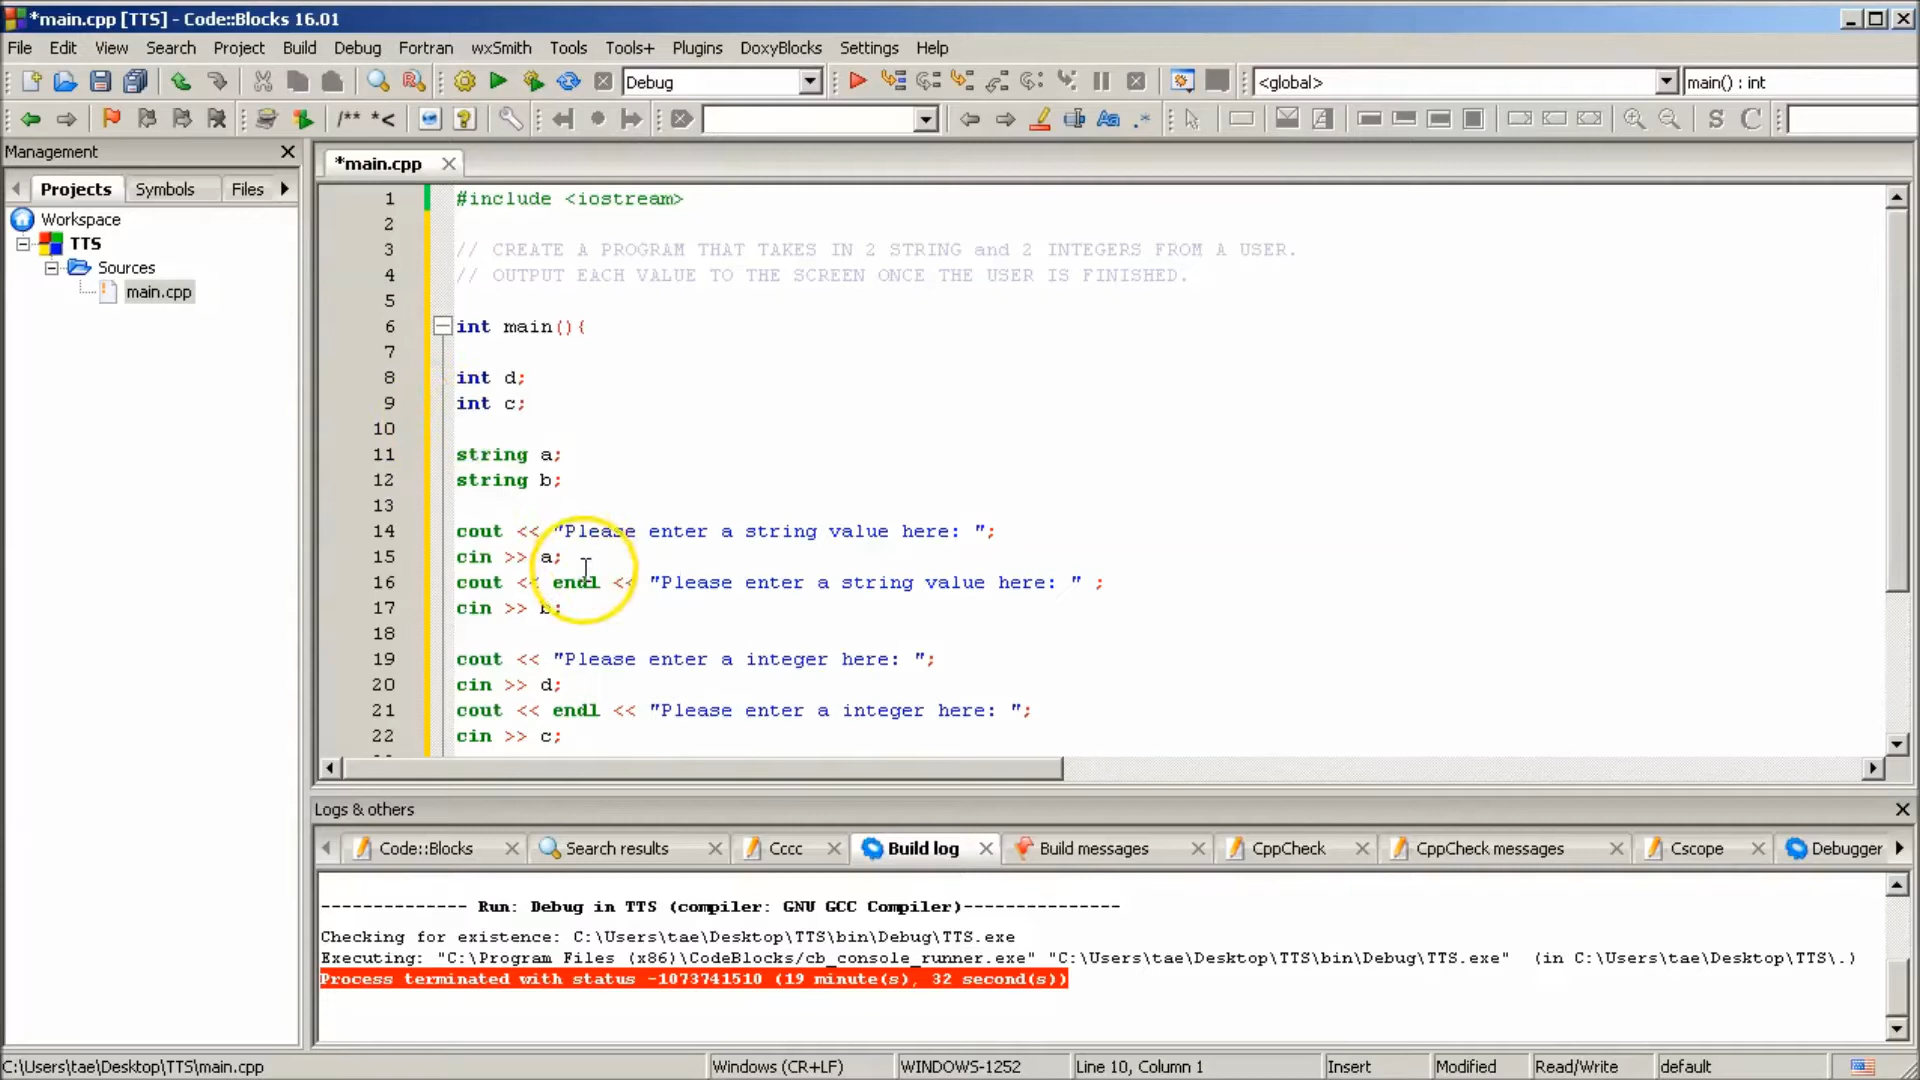 *main.cpp [TTS] - Code::Blocks 16.01
File Edit View Search Project Build Debug Fortran wxSmith Tools Tools+ Plugins DoxyBlocks Settings Help
Debug <global> main() : int
/** *< S C
Management
*main.cpp
Projects Symbols Files
Workspace
TTS
Sources
main.cpp
1 #include <iostream>
2
3 // CREATE A PROGRAM THAT TAKES IN 2 STRING and 2 INTEGERS FROM A USER.
4 // OUTPUT EACH VALUE TO THE SCREEN ONCE THE USER IS FINISHED.
5
6 int main(){
7
8 int d;
9 int c;
10
11 string a;
12 string b;
13
14 cout << "Please enter a string value here: ";
15 cin >> a;
16 cout << endl << "Please enter a string value here: " ;
17 cin >> b;
18
19 cout << "Please enter a integer here: ";
20 cin >> d;
21 cout << endl << "Please enter a integer here: ";
22 cin >> c;
Logs & others
Code::Blocks Search results Cccc Build log Build messages CppCheck CppCheck messages Cscope Debugger
-------------- Run: Debug in TTS (compiler: GNU GCC Compiler)---------------
Checking for existence: C:\Users\tae\Desktop\TTS\bin\Debug\TTS.exe
Executing: "C:\Program Files (x86)\CodeBlocks/cb_console_runner.exe" "C:\Users\tae\Desktop\TTS\bin\Debug\TTS.exe"  (in C:\Users\tae\Desktop\TTS\.)
Process terminated with status -1073741510 (19 minute(s), 32 second(s))
C:\Users\tae\Desktop\TTS\main.cpp Windows (CR+LF) WINDOWS-1252 Line 10, Column 1 Insert Modified Read/Write default